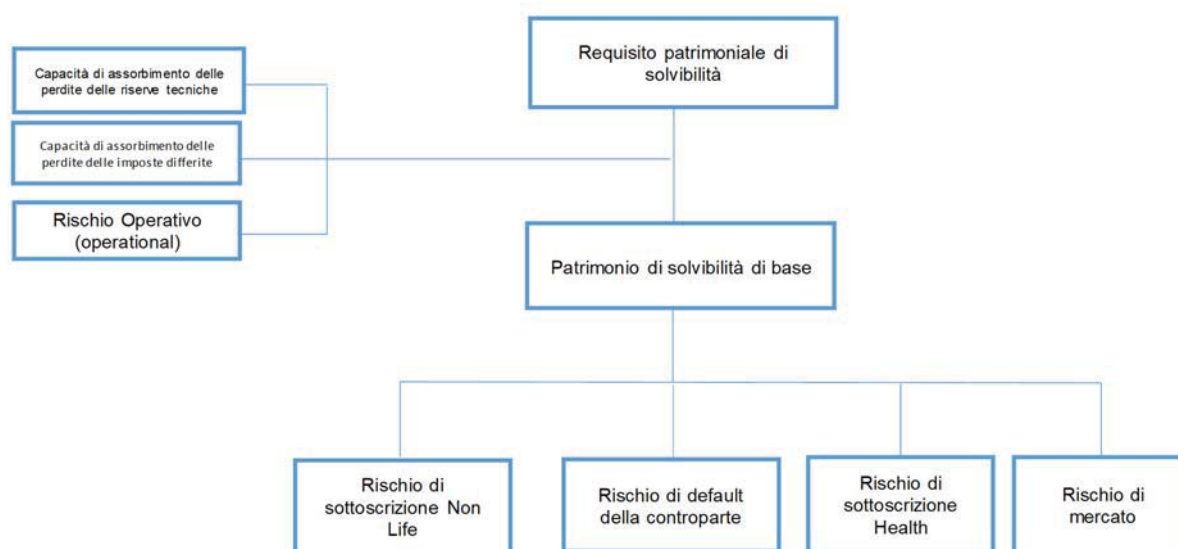 Requisito patrimoniale di
solvibilità
Capacità di assorbimento delle
perdite delle riserve tecniche
Capacità di assorbimento delle
perdite delle imposte differite
Rischio Operativo
(operational)
Patrimonio di solvibilità di base
Rischio di
sottoscrizione Non
Life
Rischio di default
della controparte
Rischio di
sottoscrizione
Health
Rischio di
mercato